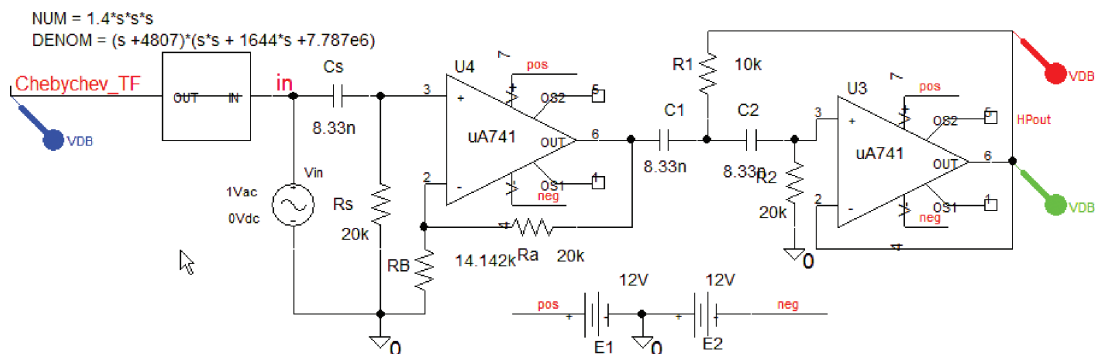 NUM = 1.4*s*s*s
DENOM = (s +4807)*(s*s + 1644*s +7.787e6)
Chebychev_TF
OUT IN
in
VDB
Cs
8.33n
Vin
1Vac
0Vdc
Rs
20k
RB
14.142k
Ra
20k
0
U4
uA741
3
+
2
-
7
pos
OS2
5
OUT
6
OS1
1
neg
4
C1
8.33n
R1
10k
C2
8.33n
R2
20k
0
U3
uA741
3
+
2
-
7
pos
OS2
5
OUT
6
OS1
1
neg
4
HPout
VDB
VDB
pos
+
12V
E1
0
12V
+
E2
neg